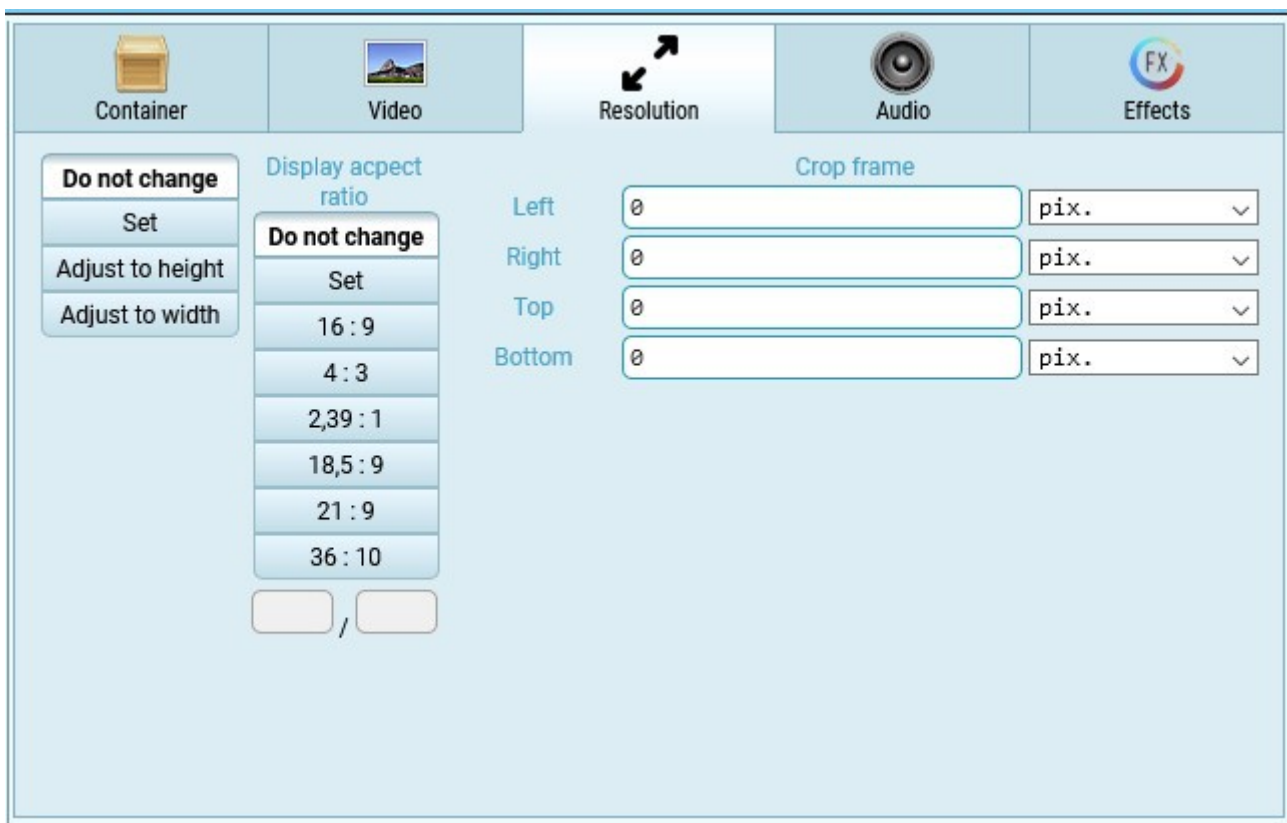 Container
Video
Resolution
Audio
FX
Effects
Do not change
Set
Adjust to height
Adjust to width
Display acpect
ratio
Do not change
Set
16 : 9
4 : 3
2,39 : 1
18,5 : 9
21 : 9
36 : 10
/
Crop frame
Left 0 pix.
Right 0 pix.
Top 0 pix.
Bottom 0 pix.